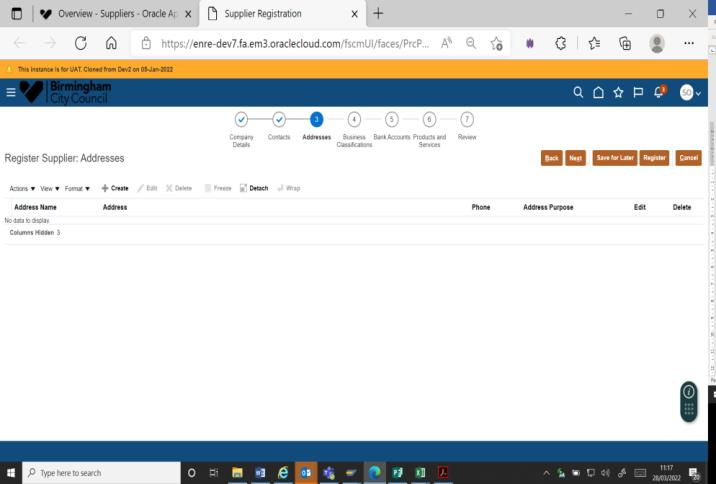 Overview - Suppliers - Oracle Ap
Supplier Registration
https://enre-dev7.fa.em3.oraclecloud.com/fscmUI/faces/PrcP...
This instance is for UAT. Cloned from Dev2 on 05-Jan-2022
Birmingham
City Council
SO
3 4 5 6 7
Company Details Contacts Addresses Business Classifications Bank Accounts Products and Services Review
Register Supplier: Addresses
Back Next Save for Later Register Cancel
Actions View Format Create Edit Delete Freeze Detach Wrap
Address Name Address Phone Address Purpose Edit Delete
No data to display.
Columns Hidden 3
Type here to search
11:17
28/03/2022
20